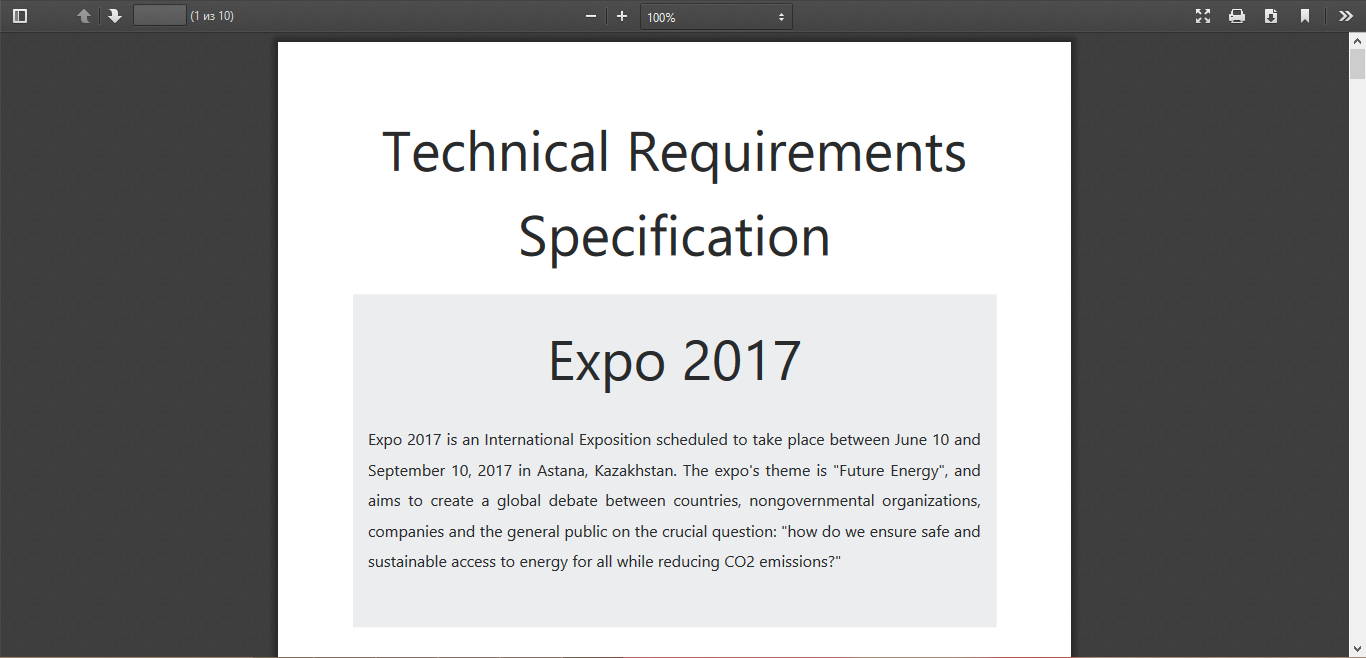 (1 из 10)
100%
Technical Requirements
Specification
Expo 2017
Expo 2017 is an International Exposition scheduled to take place between June 10 and
September 10, 2017 in Astana, Kazakhstan. The expo's theme is "Future Energy", and
aims to create a global debate between countries, nongovernmental organizations,
companies and the general public on the crucial question: "how do we ensure safe and
sustainable access to energy for all while reducing CO2 emissions?"